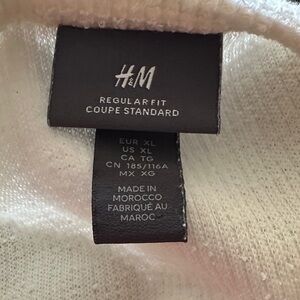 H&M
REGULAR FIT
COUPE STANDARD
EUR XL
US XL
CA TG
CN 185/116A
MX XG
MADE IN
MOROCCO
FABRIQUÉ AU
MAROC